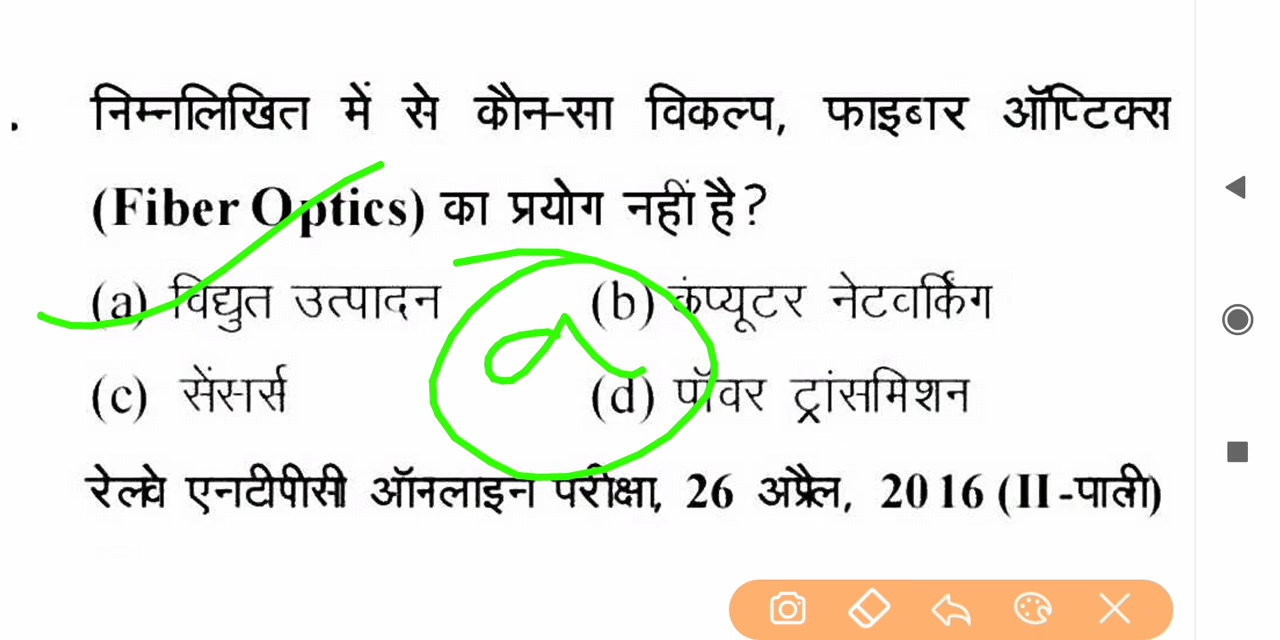 . निम्नलिखित में से कौन-सा विकल्प, फाइबार ऑप्टिक्स
(Fiber Optics) का प्रयोग नहीं है?
(a) विद्युत उत्पादन (b) कंप्यूटर नेटवर्किंग
a
(c) सेंसर्स (d) पॉवर ट्रांसमिशन
रेलवे एनटीपीसी ऑनलाइन परीक्षा, 26 अप्रैल, 2016 (II-पाली)